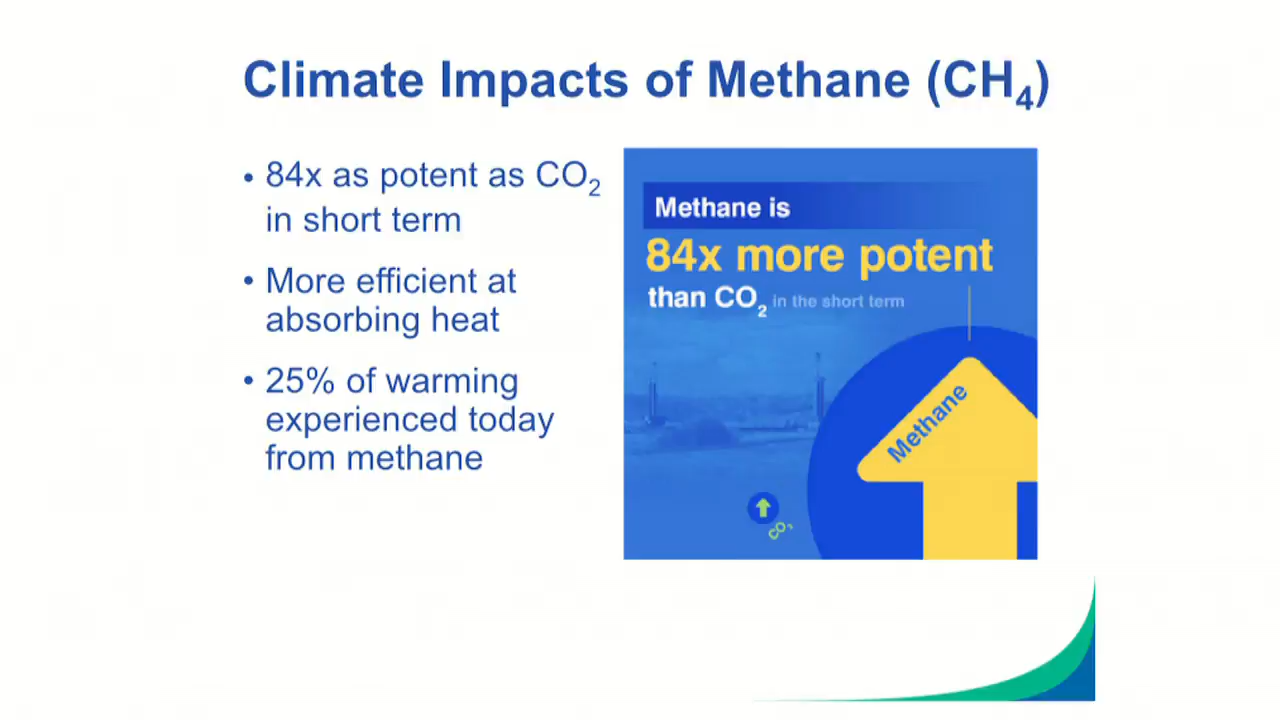 Climate Impacts of Methane (CH₄)
• 84x as potent as CO₂
in short term
• More efficient at
absorbing heat
• 25% of warming
experienced today
from methane
Methane is
84x more potent
than CO₂ in the short term
Methane
CO₂